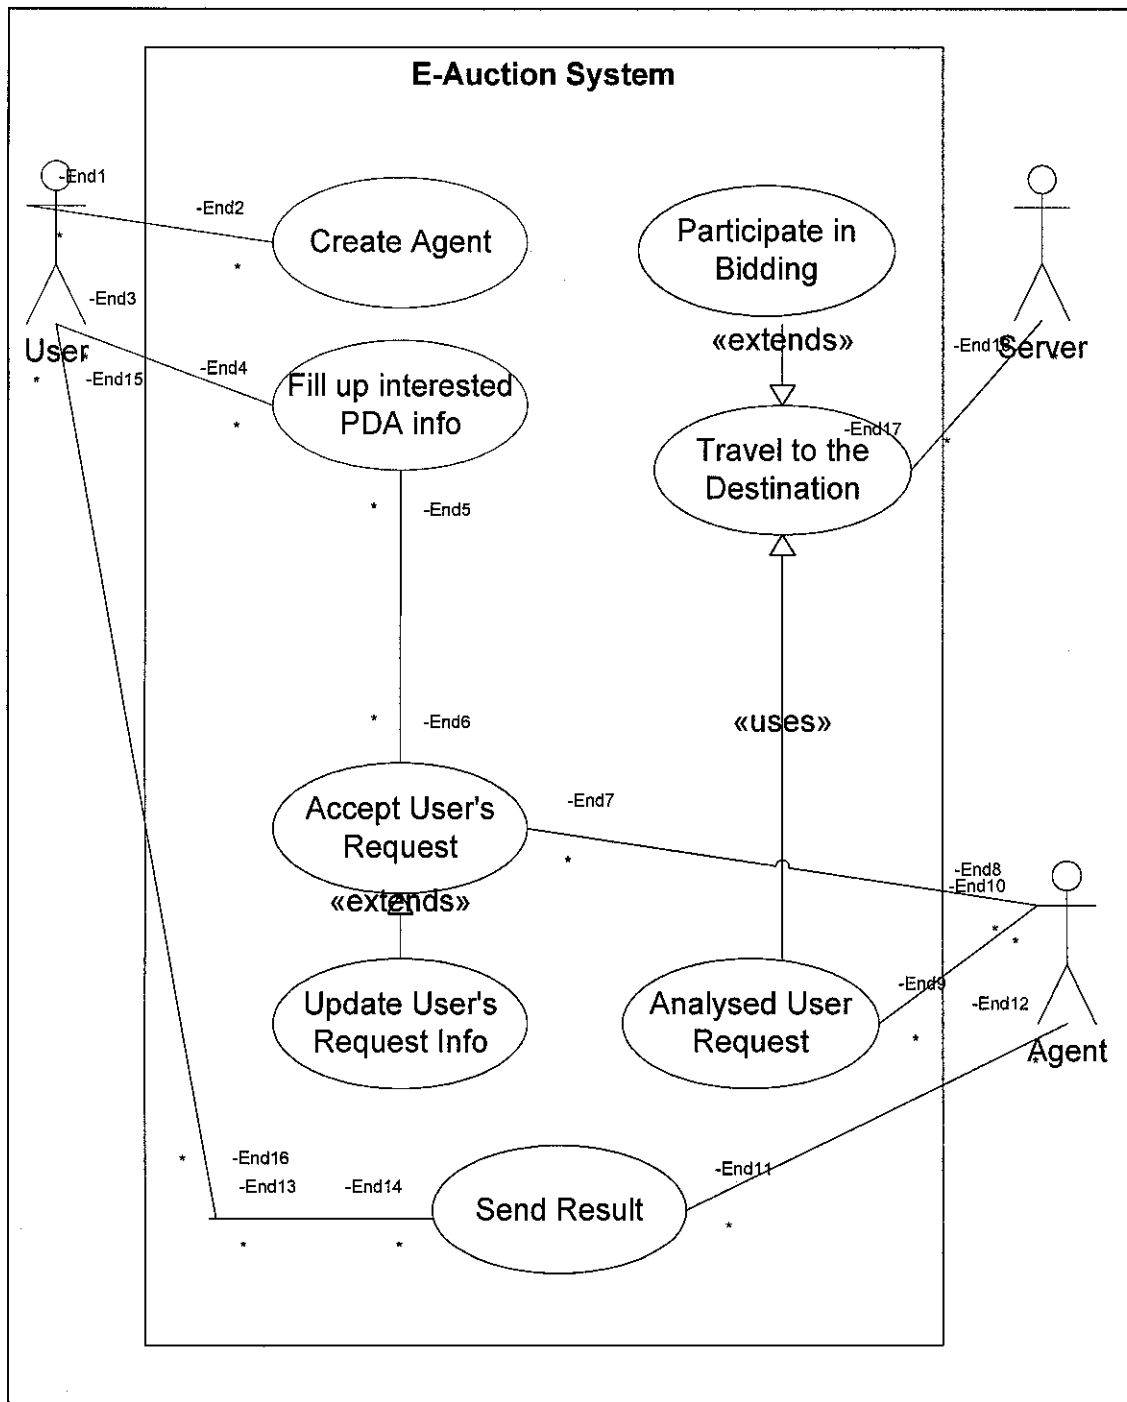 E-Auction System
-End1
-End2
*
*
Create Agent
Participate in
Bidding
-End3
User
*
*
-End15
-End4
*
Fill up interested
PDA info
«extends»
-End18
Server
*
-End17
*
Travel to the
Destination
*
-End5
*
-End6
«uses»
Accept User's
Request
-End7
*
«extends»
-End8
-End10
*
*
Update User's
Request Info
Analysed User
Request
-End9
*
-End12
Agent
*
*
-End16
-End13
-End14
*
*
Send Result
-End11
*